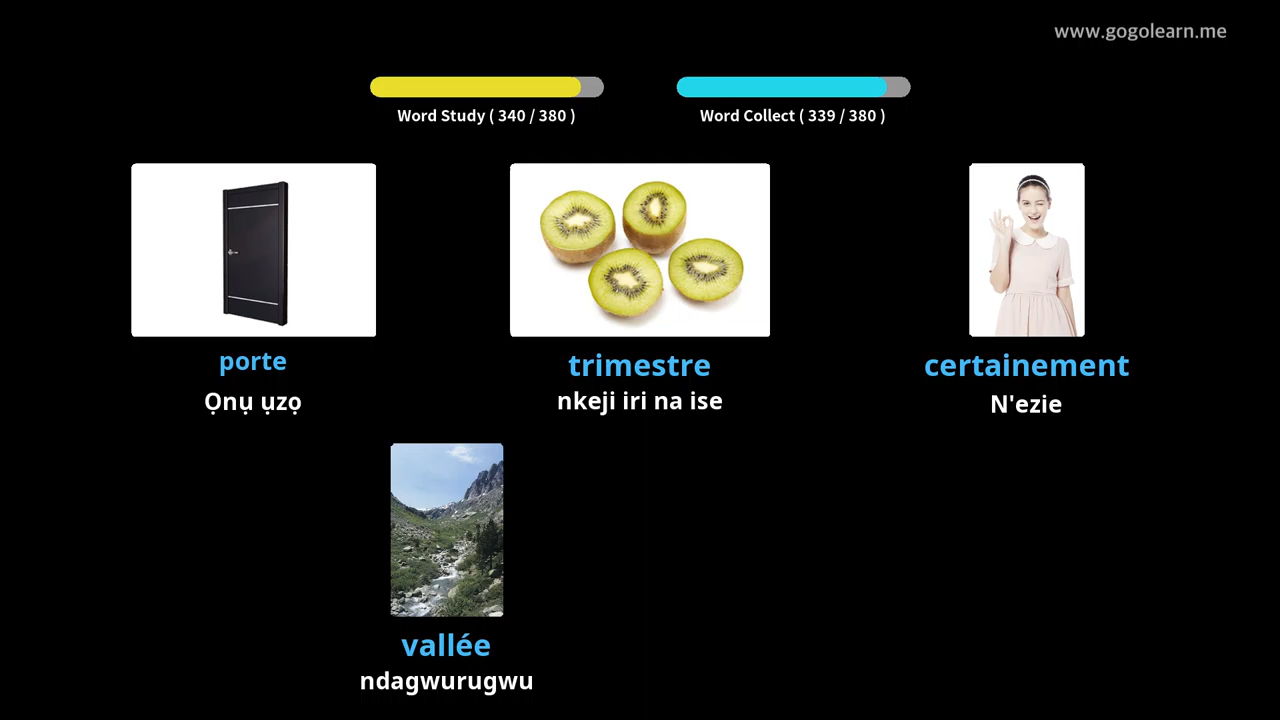 www.gogolearn.me
Word Study ( 340 / 380 )
Word Collect ( 339 / 380 )
porte
Ọnụ ụzọ
trimestre
nkeji iri na ise
certainement
N'ezie
vallée
ndagwurugwu